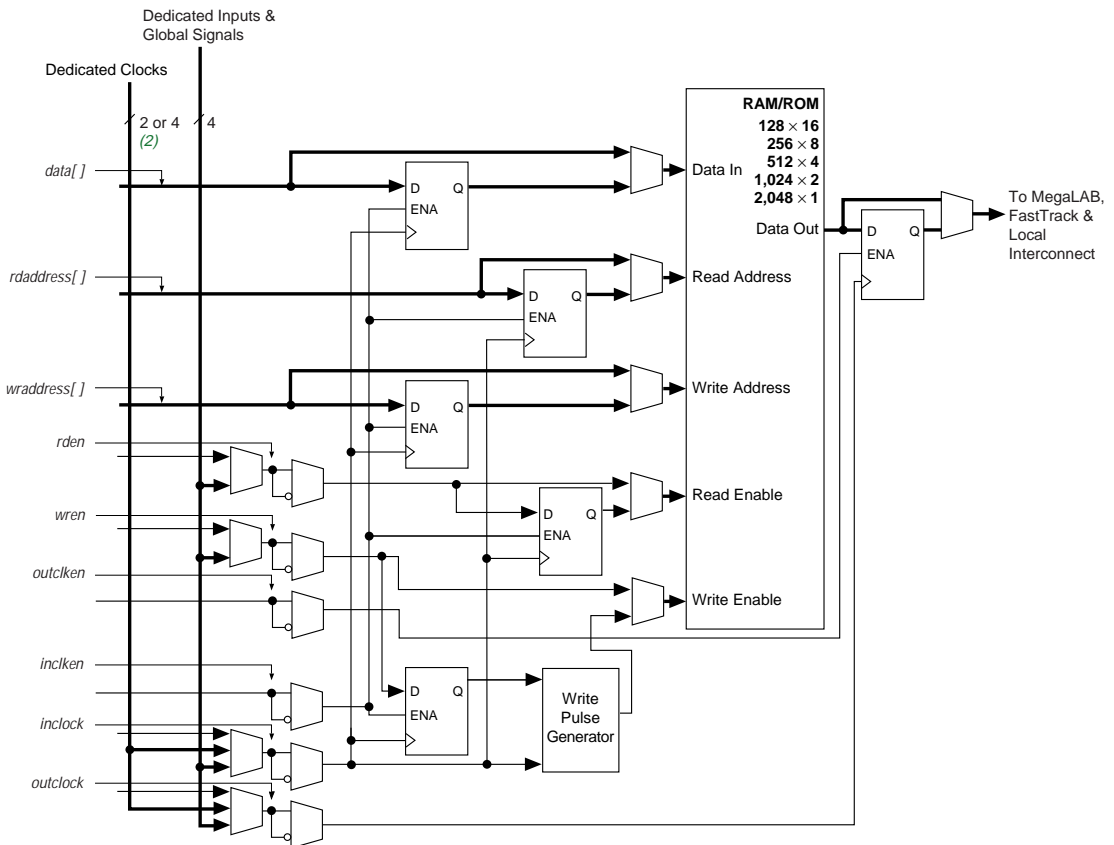 Dedicated Inputs &
Global Signals
Dedicated Clocks
2 or 4
(2)
4
RAM/ROM
128 × 16
256 × 8
512 × 4
1,024 × 2
2,048 × 1
data[ ]
D Q
ENA
Data In
Data Out
D Q
ENA
To MegaLAB,
FastTrack &
Local
Interconnect
rdaddress[ ]
D Q
ENA
Read Address
wraddress[ ]
D Q
ENA
Write Address
rden
D Q
ENA
Read Enable
wren
outclken
Write Enable
inclken
D Q
ENA
Write
Pulse
Generator
inclock
outclock